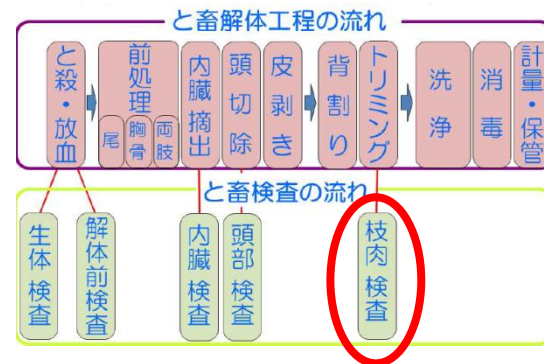 と畜解体工程の流れ
と殺・放血
前処理
尾
胸骨
両肢
内臓摘出
頭切除
皮剥き
背割り
トリミング
洗浄
消毒
計量・保管
と畜検査の流れ
生体検査
解体前検査
内臓検査
頭部検査
枝肉検査